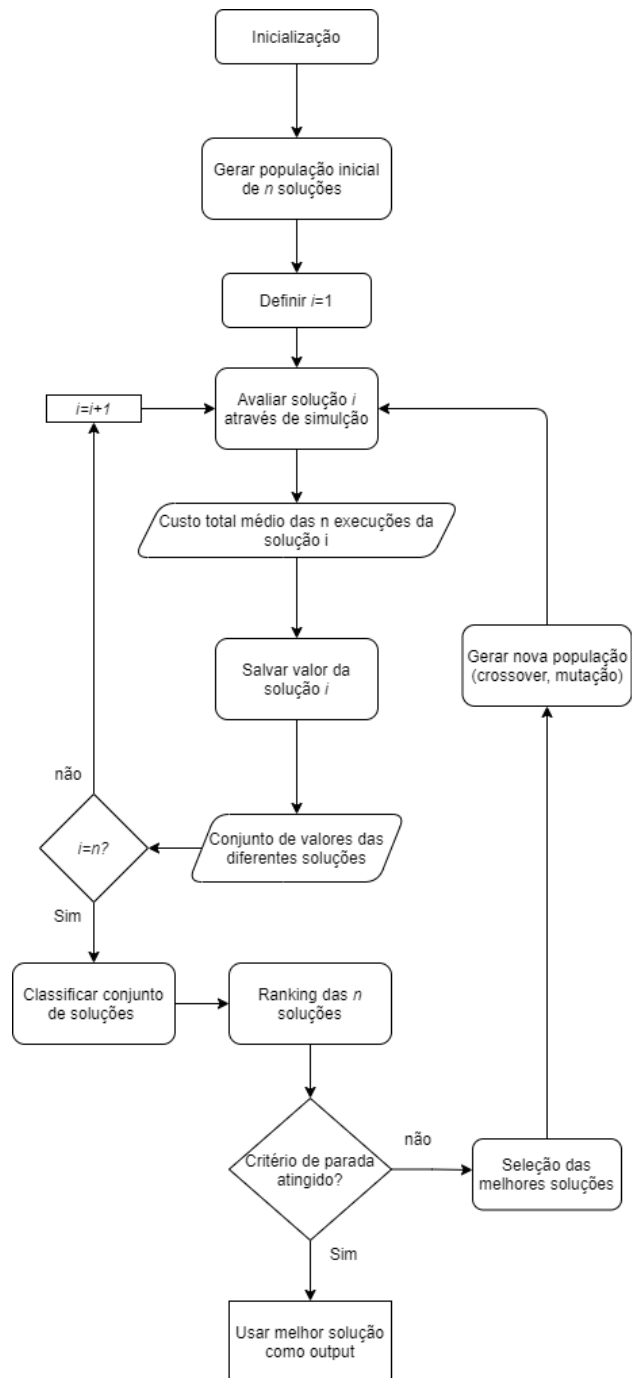 Inicialização
Gerar população inicial
de n soluções
Definir i=1
i=i+1
Avaliar solução i
através de simulção
Custo total médio das n execuções da
solução i
Salvar valor da
solução i
Gerar nova população
(crossover, mutação)
não
i=n?
Conjunto de valores das
diferentes soluções
Sim
Classificar conjunto
de soluções
Ranking das n
soluções
Critério de parada
atingido?
não
Seleção das
melhores soluções
Sim
Usar melhor solução
como output